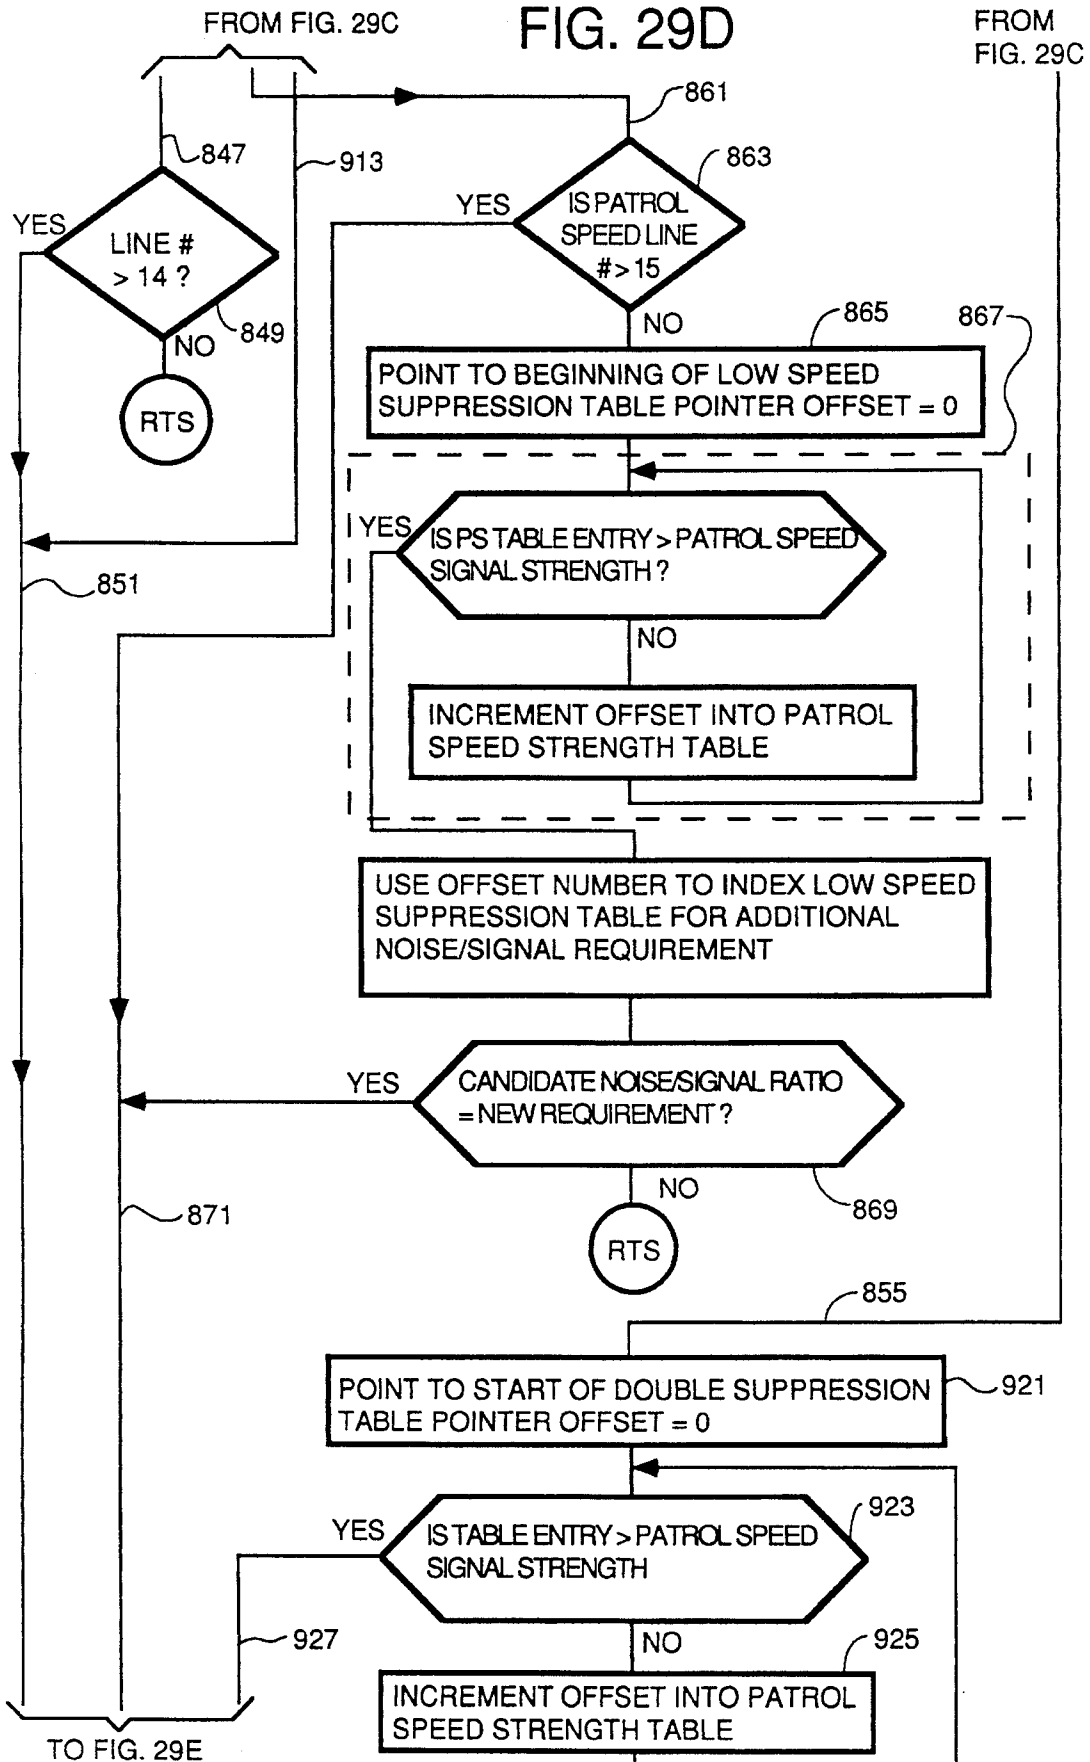 FROM FIG. 29C
FIG. 29D
FROM
FIG. 29C
861
847
913
863
YES
LINE #
> 14 ?
849
NO
RTS
YES
IS PATROL
SPEED LINE
# > 15
NO
865
867
POINT TO BEGINNING OF LOW SPEED
SUPPRESSION TABLE POINTER OFFSET = 0
YES
IS PS TABLE ENTRY > PATROL SPEED
SIGNAL STRENGTH ?
851
NO
INCREMENT OFFSET INTO PATROL
SPEED STRENGTH TABLE
USE OFFSET NUMBER TO INDEX LOW SPEED
SUPPRESSION TABLE FOR ADDITIONAL
NOISE/SIGNAL REQUIREMENT
YES
CANDIDATE NOISE/SIGNAL RATIO
= NEW REQUIREMENT ?
NO
869
871
RTS
855
POINT TO START OF DOUBLE SUPPRESSION
TABLE POINTER OFFSET = 0
921
YES
IS TABLE ENTRY > PATROL SPEED
SIGNAL STRENGTH
923
927
NO
925
INCREMENT OFFSET INTO PATROL
SPEED STRENGTH TABLE
TO FIG. 29E